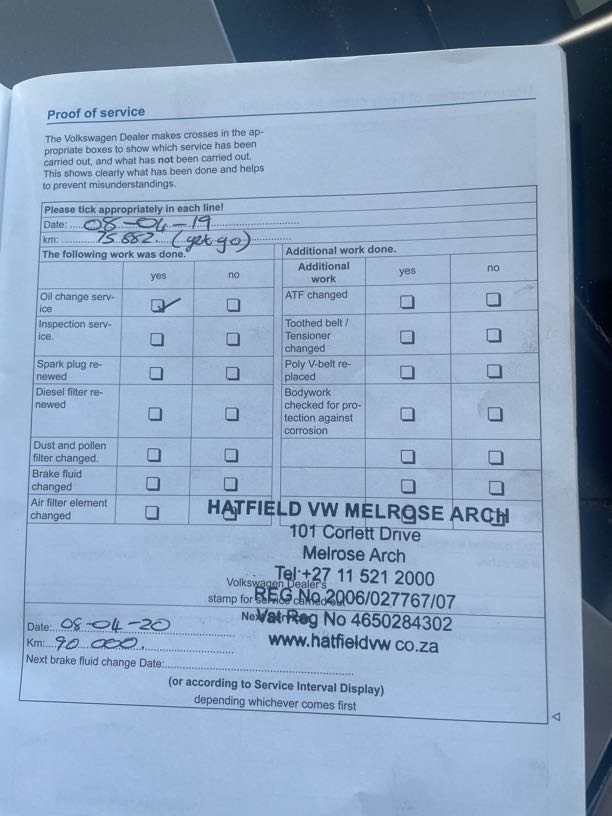 Proof of service
The Volkswagen Dealer makes crosses in the ap-
propriate boxes to show which service has been
carried out, and what has not been carried out.
This shows clearly what has been done and helps
to prevent misunderstandings.
Please tick appropriately in each line!
Date: 08-04-19
km: 75.882. (yet go)
The following work was done.
yes no
Oil change serv-
ice
Inspection serv-
ice.
Spark plug re-
newed
Diesel filter re-
newed
Dust and pollen
filter changed.
Brake fluid
changed
Air filter element
changed
Additional work done.
Additional
work
yes no
ATF changed
Toothed belt /
Tensioner
changed
Poly V-belt re-
placed
Bodywork
checked for pro-
tection against
corrosion
HATFIELD VW MELROSE ARCH
101 Corlett Drive
Melrose Arch
Tel +27 11 521 2000
REG No 2006/027767/07
Vat Reg No 4650284302
www.hatfieldvw co.za
Volkswagen Dealer's
stamp for
Date: 08-04-20
Km: 90 000.
Next brake fluid change Date:
(or according to Service Interval Display)
depending whichever comes first